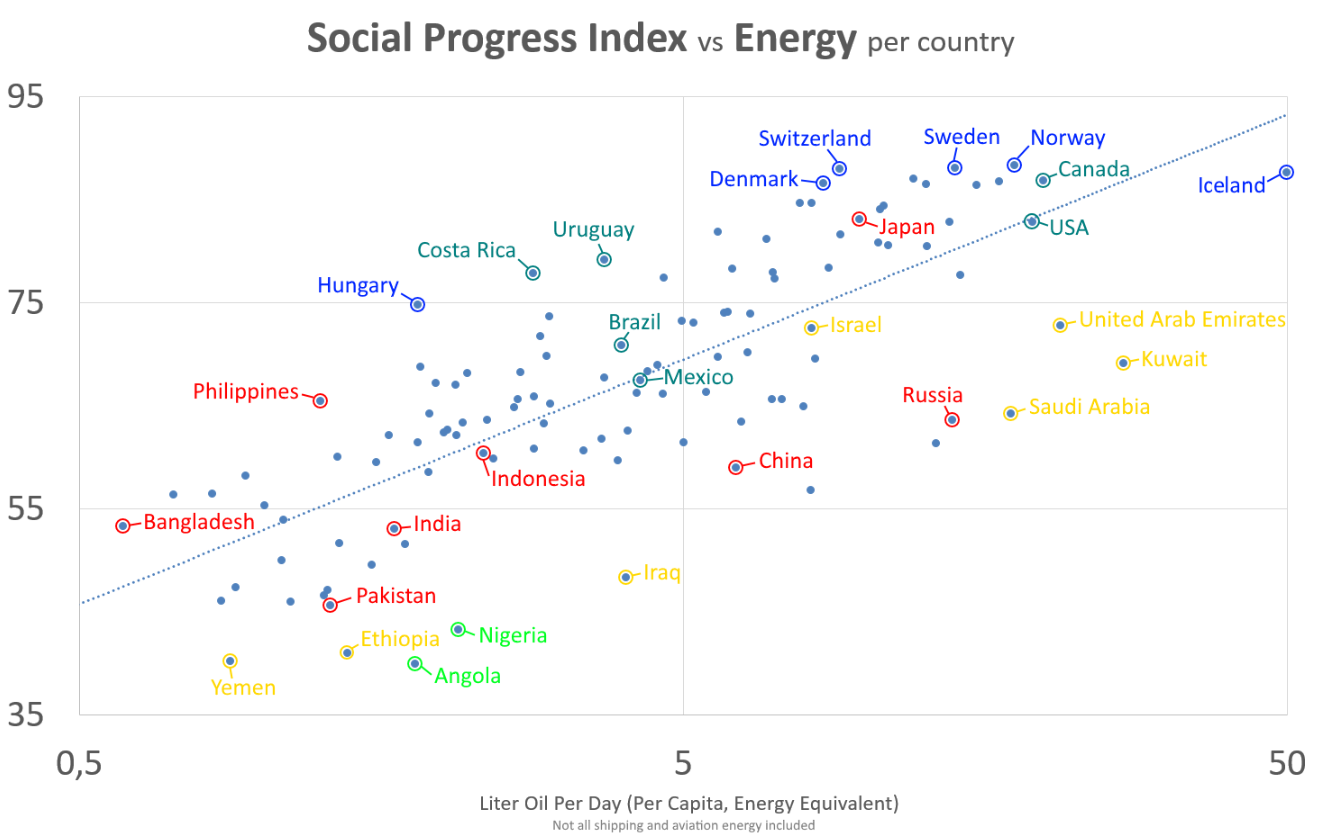 Social Progress Index vs Energy per country
95
Switzerland
Sweden
Norway
Denmark
Canada
Iceland
Japan
USA
Uruguay
Costa Rica
Hungary
75
Brazil
Israel
United Arab Emirates
Kuwait
Mexico
Philippines
Russia
Saudi Arabia
China
Indonesia
55
Bangladesh
India
Iraq
Pakistan
Ethiopia
Nigeria
Angola
Yemen
35
0,5
5
50
Liter Oil Per Day (Per Capita, Energy Equivalent)
Not all shipping and aviation energy included